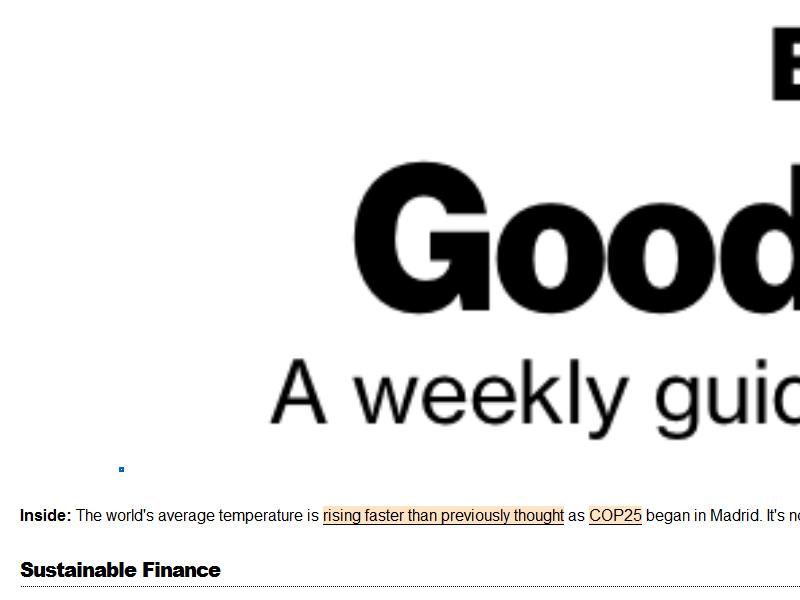 Good
A weekly
Inside: The world's average temperature is rising faster than previously thought as COP25 began in Madrid. It's
Sustainable Finance